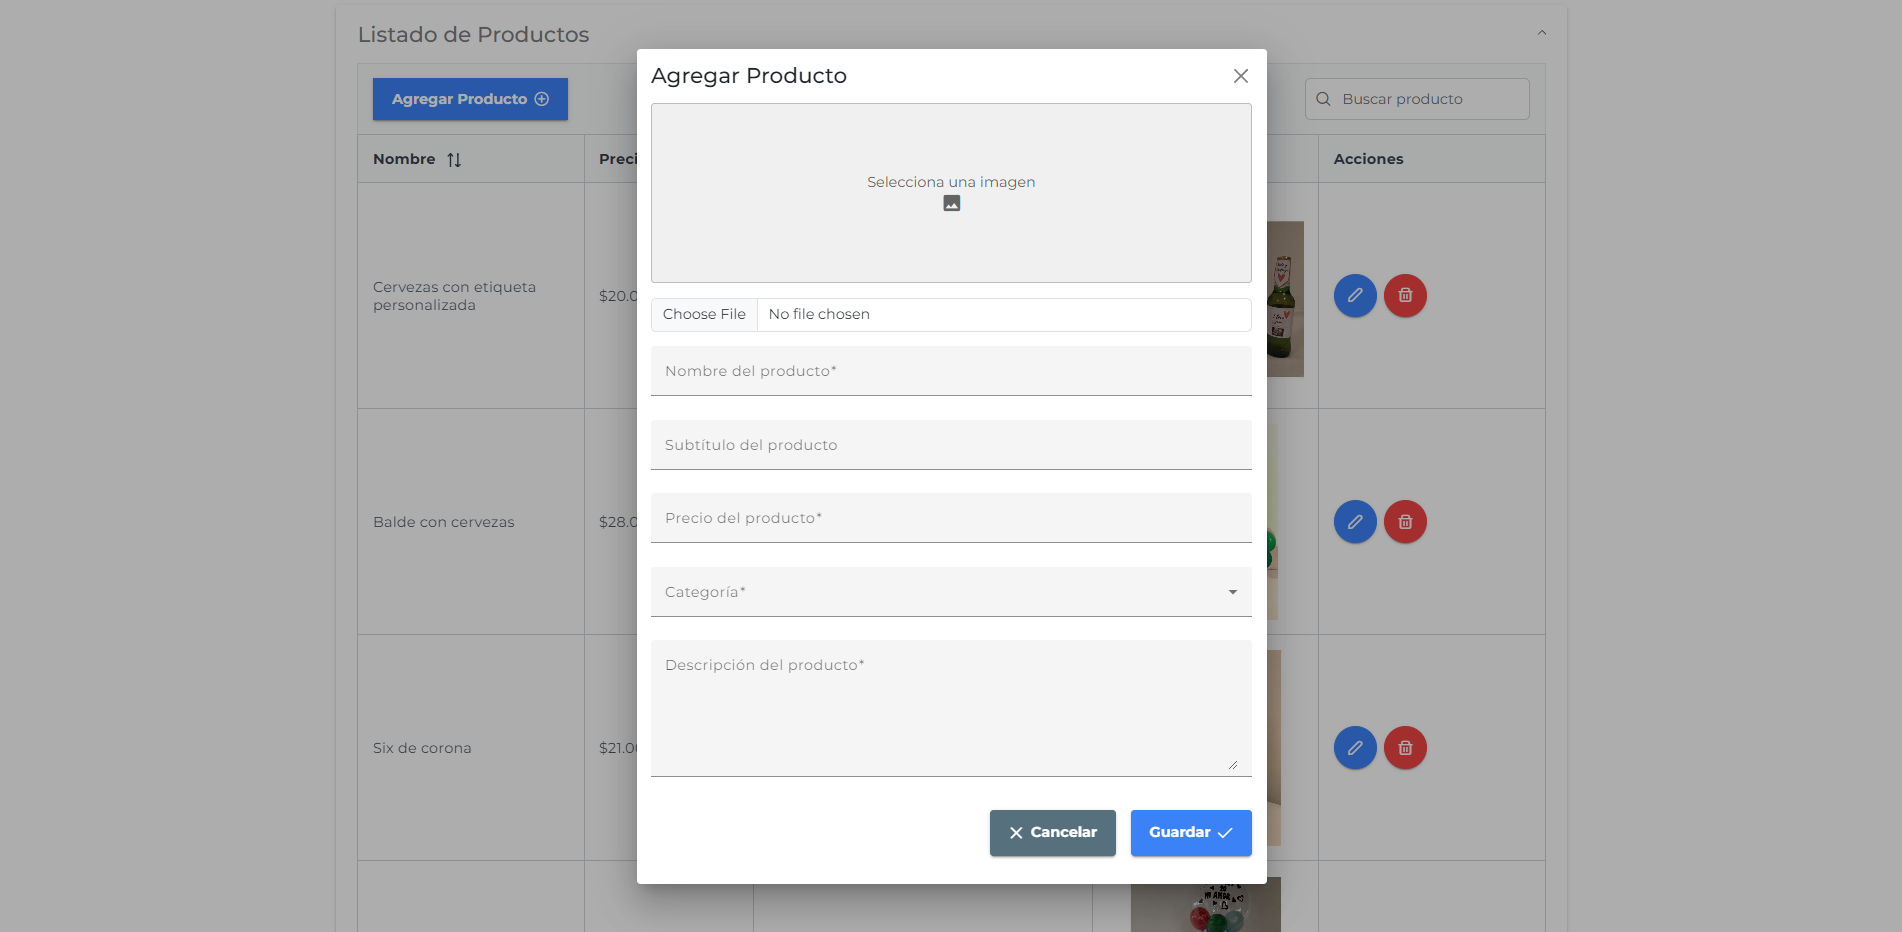 Listado de Productos
Agregar Producto
Agregar Producto
Buscar producto
Nombre
Preci
Acciones
Selecciona una imagen
Cervezas con etiqueta
personalizada
$20.0
Choose File
No file chosen
Nombre del producto*
Subtítulo del producto
Precio del producto*
Balde con cervezas
$28.0
Categoría*
Descripción del producto*
Six de corona
$21.00
Cancelar
Guardar